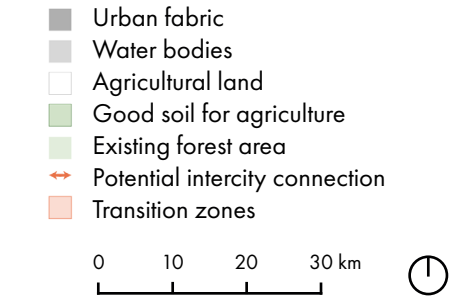 Urban fabric
Water bodies
Agricultural land
Good soil for agriculture
Existing forest area
Potential intercity connection
Transition zones
0 10 20 30 km